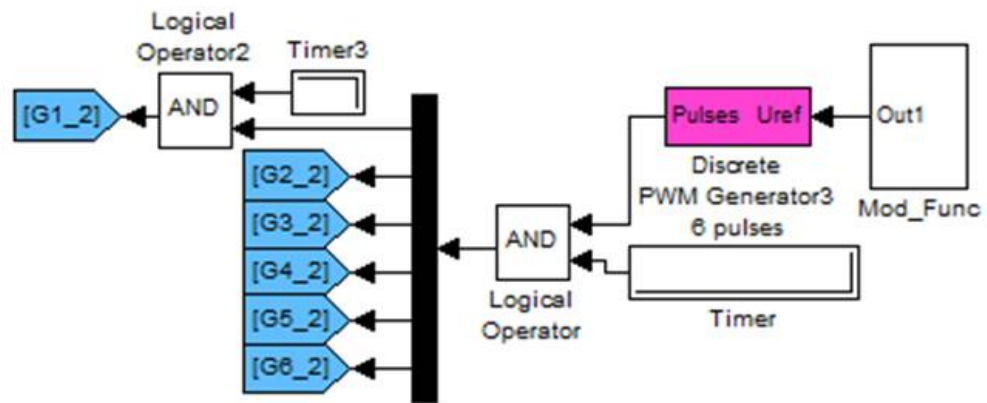 Logical
Operator2
Timer3
[G1_2]
AND
Pulses Uref
Out1
Discrete
PWM Generator3
6 pulses
Mod_Func
[G2_2]
[G3_2]
[G4_2]
[G5_2]
[G6_2]
AND
Logical
Operator
Timer